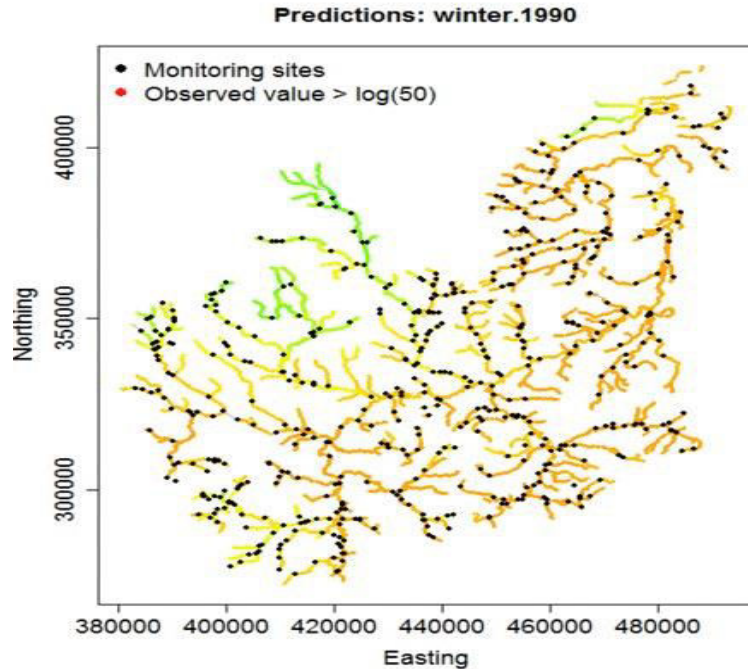 Predictions: winter.1990
Monitoring sites
Observed value > log(50)
Northing
400000
350000
300000
380000 400000 420000 440000 460000 480000
Easting